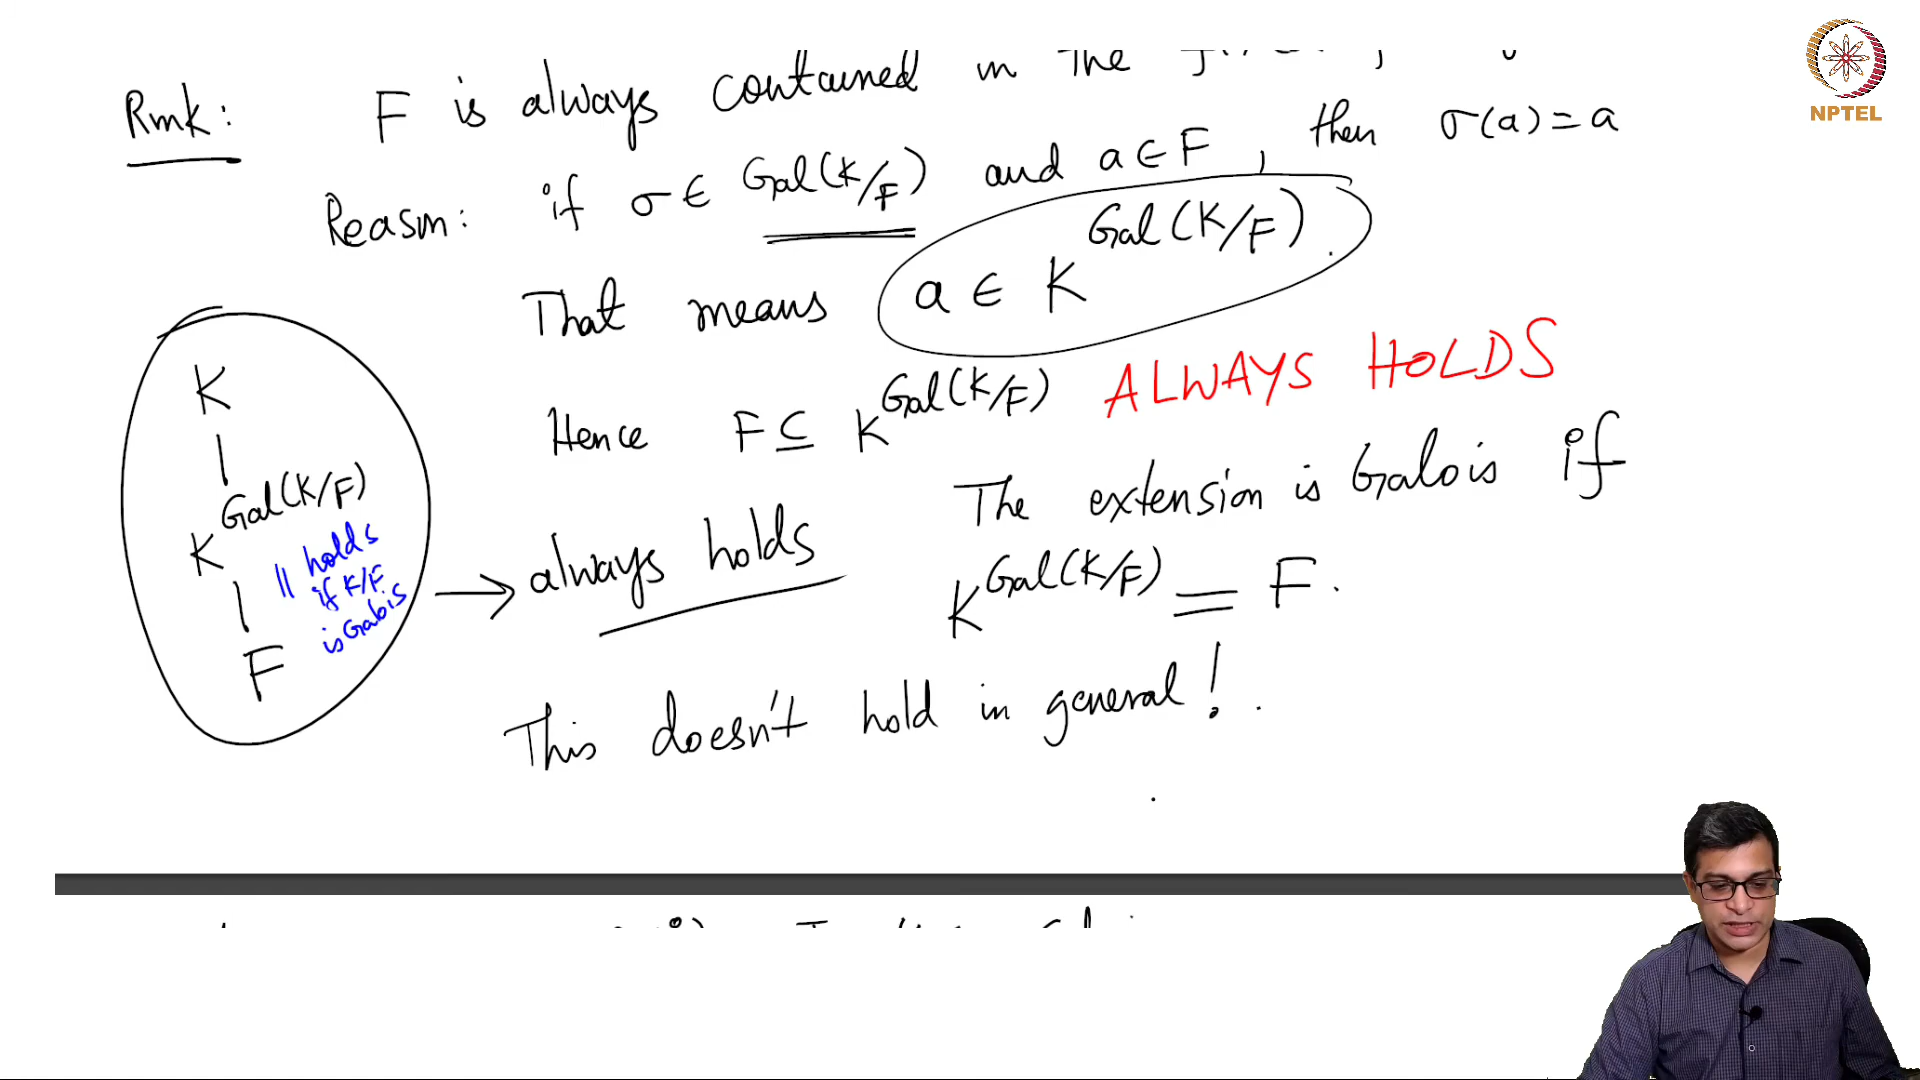 Rmk: F is always contained in the
Reason: if σ ∈ Gal(K/F) and a ∈ F, then σ(a) = a
That means a ∈ K^Gal(K/F).
Hence F ⊆ K^Gal(K/F) ALWAYS HOLDS
The extension is Galois if
K^Gal(K/F) = F.
This doesn't hold in general!.
K
|
K^Gal(K/F)
| || holds
if K/F
is Galois
F
→ always holds
NPTEL